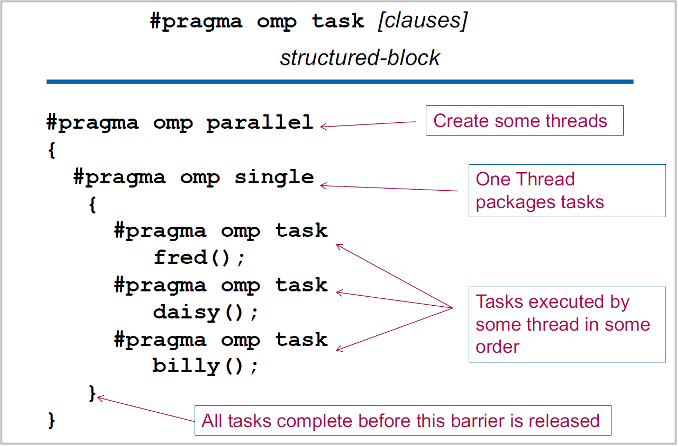 #pragma omp task [clauses]
structured-block
#pragma omp parallel
Create some threads
{
#pragma omp single
One Thread
packages tasks
{
#pragma omp task
fred();
#pragma omp task
daisy();
#pragma omp task
billy();
Tasks executed by
some thread in some
order
}
All tasks complete before this barrier is released
}